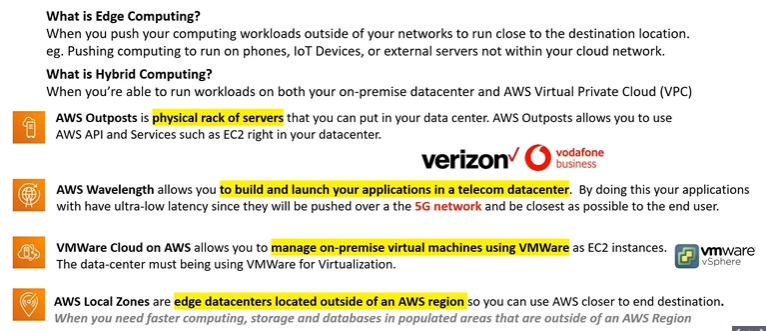 What is Edge Computing?
When you push your computing workloads outside of your networks to run close to the destination location.
eg. Pushing computing to run on phones, IoT Devices, or external servers not within your cloud network.
What is Hybrid Computing?
When you're able to run workloads on both your on-premise datacenter and AWS Virtual Private Cloud (VPC)
AWS Outposts is physical rack of servers that you can put in your data center. AWS Outposts allows you to use
AWS API and Services such as EC2 right in your datacenter.
verizon✓ vodafone
business
AWS Wavelength allows you to build and launch your applications in a telecom datacenter. By doing this your applications
with have ultra-low latency since they will be pushed over a the 5G network and be closest as possible to the end user.
VMWare Cloud on AWS allows you to manage on-premise virtual machines using VMWare as EC2 instances.
The data-center must being using VMWare for Virtualization.
vmware
vSphere
AWS Local Zones are edge datacenters located outside of an AWS region so you can use AWS closer to end destination.
When you need faster computing, storage and databases in populated areas that are outside of an AWS Region